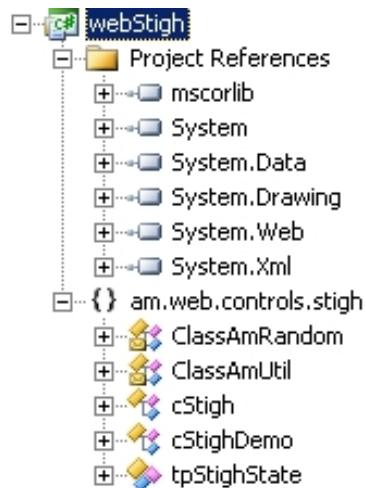 webStigh
Project References
mscorlib
System
System.Data
System.Drawing
System.Web
System.Xml
{} am.web.controls.stigh
ClassAmRandom
ClassAmUtil
cStigh
cStighDemo
tpStighState